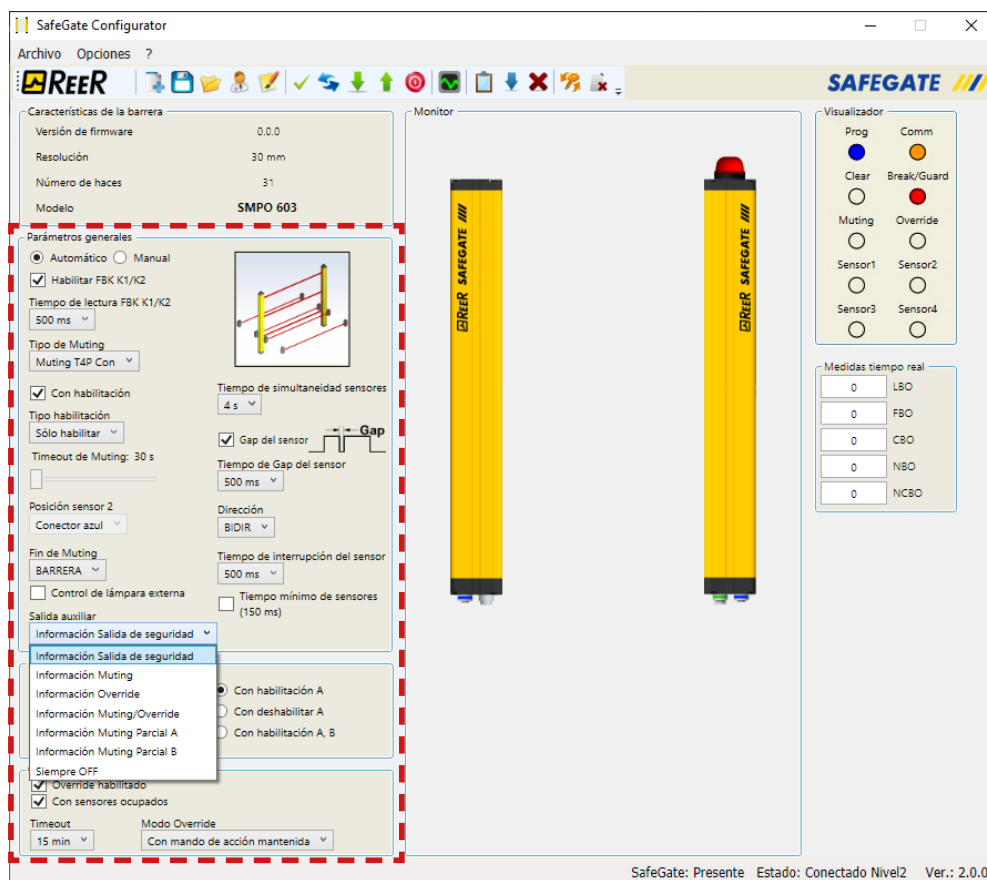 SafeGate Configurator
Archivo Opciones ?
REER
SAFEGATE
Características de la barrera
Versión de firmware 0.0.0
Resolución 30 mm
Número de haces 31
Modelo SMPO 603
Parámetros generales
Automático Manual
Habilitar FBK K1/K2
Tiempo de lectura FBK K1/K2
500 ms
Tipo de Muting
Muting T4P Con
Con habilitación
Tipo habilitación
Sólo habilitar
Timeout de Muting: 30 s
Posición sensor 2
Conector azul
Fin de Muting
BARRERA
Control de lámpara externa
Salida auxiliar
Información Salida de seguridad
Información Salida de seguridad
Información Muting
Información Override
Información Muting/Override
Información Muting Parcial A
Información Muting Parcial B
Siempre OFF
Tiempo de simultaneidad sensores
4 s
Gap del sensor
Gap
Tiempo de Gap del sensor
500 ms
Dirección
BIDIR
Tiempo de interrupción del sensor
500 ms
Tiempo mínimo de sensores
(150 ms)
Con habilitación A
Con deshabilitar A
Con habilitación A, B
Override habilitado
Con sensores ocupados
Timeout Modo Override
15 min Con mando de acción mantenida
Monitor
REER SAFEGATE
REER SAFEGATE
Visualizador
Prog Comm
Clear Break/Guard
Muting Override
Sensor1 Sensor2
Sensor3 Sensor4
Medidas tiempo real
0 LBO
0 FBO
0 CBO
0 NBO
0 NCBO
SafeGate: Presente Estado: Conectado Nivel2 Ver.: 2.0.0